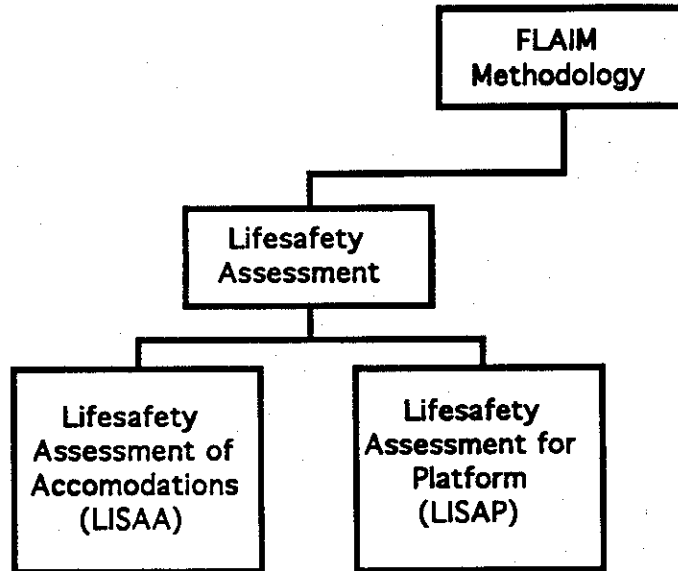 FLAIM
Methodology
Lifesafety
Assessment
Lifesafety
Assessment of
Accomodations
(LISAA)
Lifesafety
Assessment for
Platform
(LISAP)